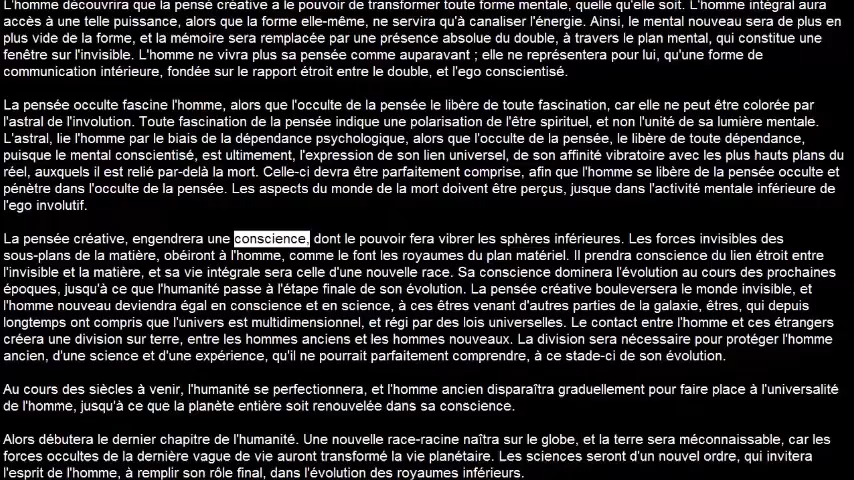 L'homme découvrira que la pensé créative a le pouvoir de transformer toute forme mentale, quelle qu'elle soit. L'homme intégral aura
accès à une telle puissance, alors que la forme elle-même, ne servira qu'à canaliser l'énergie. Ainsi, le mental nouveau sera de plus en
plus vide de la forme, et la mémoire sera remplacée par une présence absolue du double, à travers le plan mental, qui constitue une
fenêtre sur l'invisible. L'homme ne vivra plus sa pensée comme auparavant ; elle ne représentera pour lui, qu'une forme de
communication intérieure, fondée sur le rapport étroit entre le double, et l'ego conscientisé.

La pensée occulte fascine l'homme, alors que l'occulte de la pensée le libère de toute fascination, car elle ne peut être colorée par
l'astral de l'involution. Toute fascination de la pensée indique une polarisation de l'être spirituel, et non l'unité de sa lumière mentale.
L'astral, lie l'homme par le biais de la dépendance psychologique, alors que l'occulte de la pensée, le libère de toute dépendance,
puisque le mental conscientisé, est ultimement, l'expression de son lien universel, de son affinité vibratoire avec les plus hauts plans du
réel, auxquels il est relié par-delà la mort. Celle-ci devra être parfaitement comprise, afin que l'homme se libère de la pensée occulte et
pénètre dans l'occulte de la pensée. Les aspects du monde de la mort doivent être perçus, jusque dans l'activité mentale inférieure de
l'ego involutif.

La pensée créative, engendrera une conscience, dont le pouvoir fera vibrer les sphères inférieures. Les forces invisibles des
sous-plans de la matière, obéiront à l'homme, comme le font les royaumes du plan matériel. Il prendra conscience du lien étroit entre
l'invisible et la matière, et sa vie intégrale sera celle d'une nouvelle race. Sa conscience dominera l'évolution au cours des prochaines
époques, jusqu'à ce que l'humanité passe à l'étape finale de son évolution. La pensée créative bouleversera le monde invisible, et
l'homme nouveau deviendra égal en conscience et en science, à ces êtres venant d'autres parties de la galaxie, êtres, qui depuis
longtemps ont compris que l'univers est multidimensionnel, et régi par des lois universelles. Le contact entre l'homme et ces étrangers
créera une division sur terre, entre les hommes anciens et les hommes nouveaux. La division sera nécessaire pour protéger l'homme
ancien, d'une science et d'une expérience, qu'il ne pourrait parfaitement comprendre, à ce stade-ci de son évolution.

Au cours des siècles à venir, l'humanité se perfectionnera, et l'homme ancien disparaîtra graduellement pour faire place à l'universalité
de l'homme, jusqu'à ce que la planète entière soit renouvelée dans sa conscience.

Alors débutera le dernier chapitre de l'humanité. Une nouvelle race-racine naîtra sur le globe, et la terre sera méconnaissable, car les
forces occultes de la dernière vague de vie auront transformé la vie planétaire. Les sciences seront d'un nouvel ordre, qui invitera
l'esprit de l'homme, à remplir son rôle final, dans l'évolution des royaumes inférieurs.